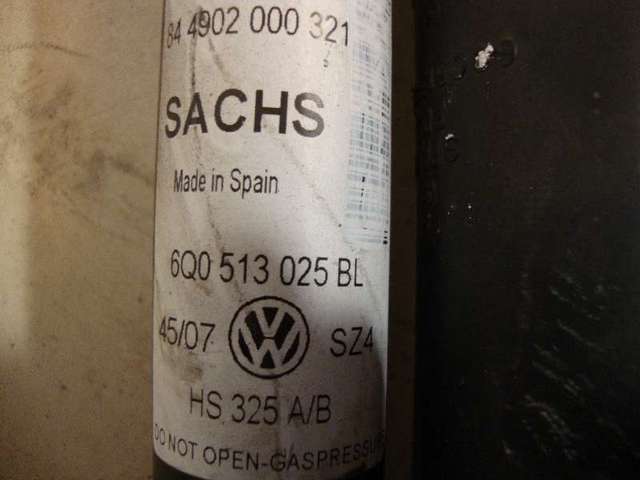 84 4902 000 321
SACHS
Made in Spain
6Q0 513 025 BL
45/07 VW SZ4
HS 325 A/B
DO NOT OPEN-GASPRESSU